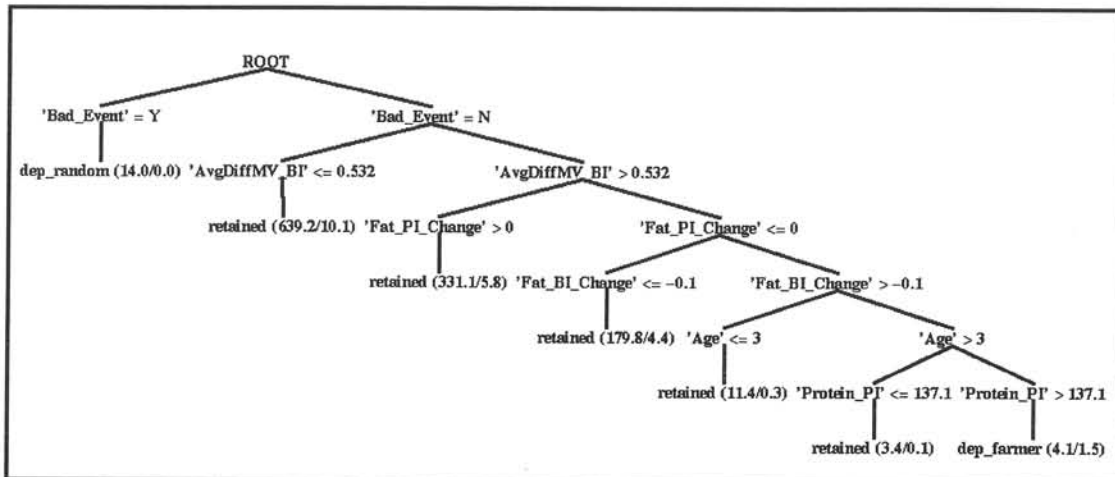 ROOT
'Bad_Event' = Y 'Bad_Event' = N
dep_random (14.0/0.0) 'AvgDiffMV_BI' <= 0.532 'AvgDiffMV_BI' > 0.532
retained (639.2/10.1) 'Fat_PI_Change' > 0 'Fat_PI_Change' <= 0
retained (331.1/5.8) 'Fat_BI_Change' <= −0.1 'Fat_BI_Change' > −0.1
retained (179.8/4.4) 'Age' <= 3 'Age' > 3
retained (11.4/0.3) 'Protein_PI' <= 137.1 'Protein_PI' > 137.1
retained (3.4/0.1) dep_farmer (4.1/1.5)